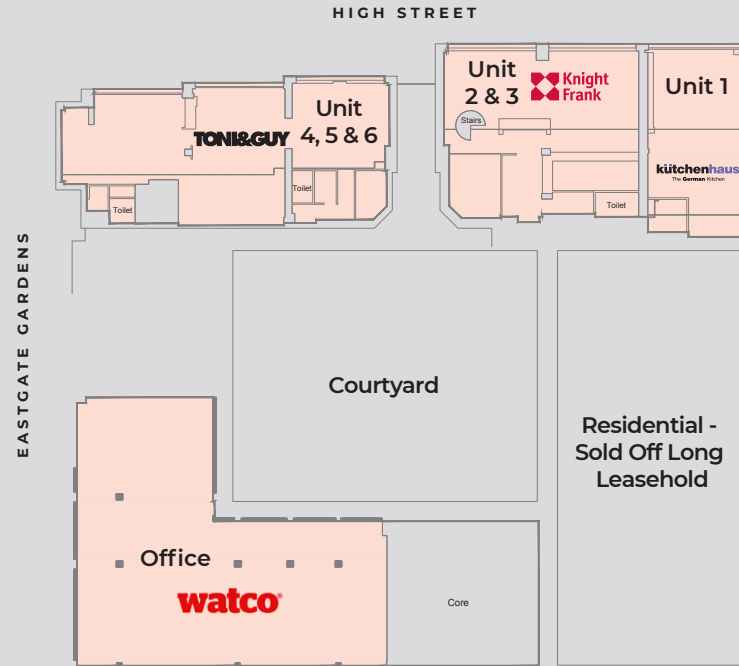 HIGH STREET
Unit
2 & 3
Knight
Frank
Unit 1
Stairs
TONI&GUY
Unit
4, 5 & 6
kütchenhaus
The German Kitchen
Toilet
Toilet
Toilet
EASTGATE GARDENS
Courtyard
Residential -
Sold Off Long
Leasehold
Office
watco
Core